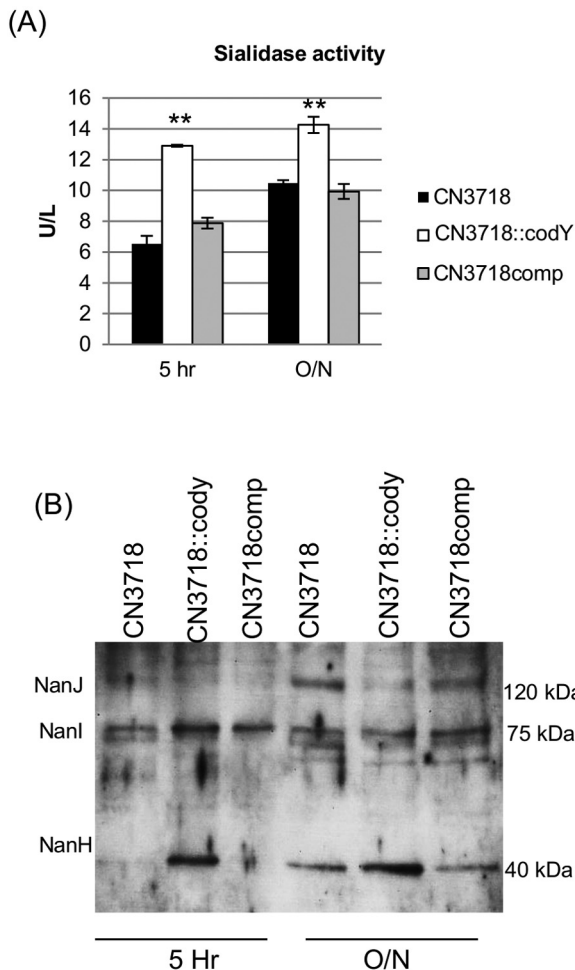 (A)
Sialidase activity
U/L
16
14
12
10
8
6
4
2
0
**
**
5 hr
O/N
CN3718
CN3718::codY
CN3718comp
(B)
CN3718
CN3718::cody
CN3718comp
CN3718
CN3718::cody
CN3718comp
NanJ
NanI
NanH
120 kDa
75 kDa
40 kDa
5 Hr
O/N